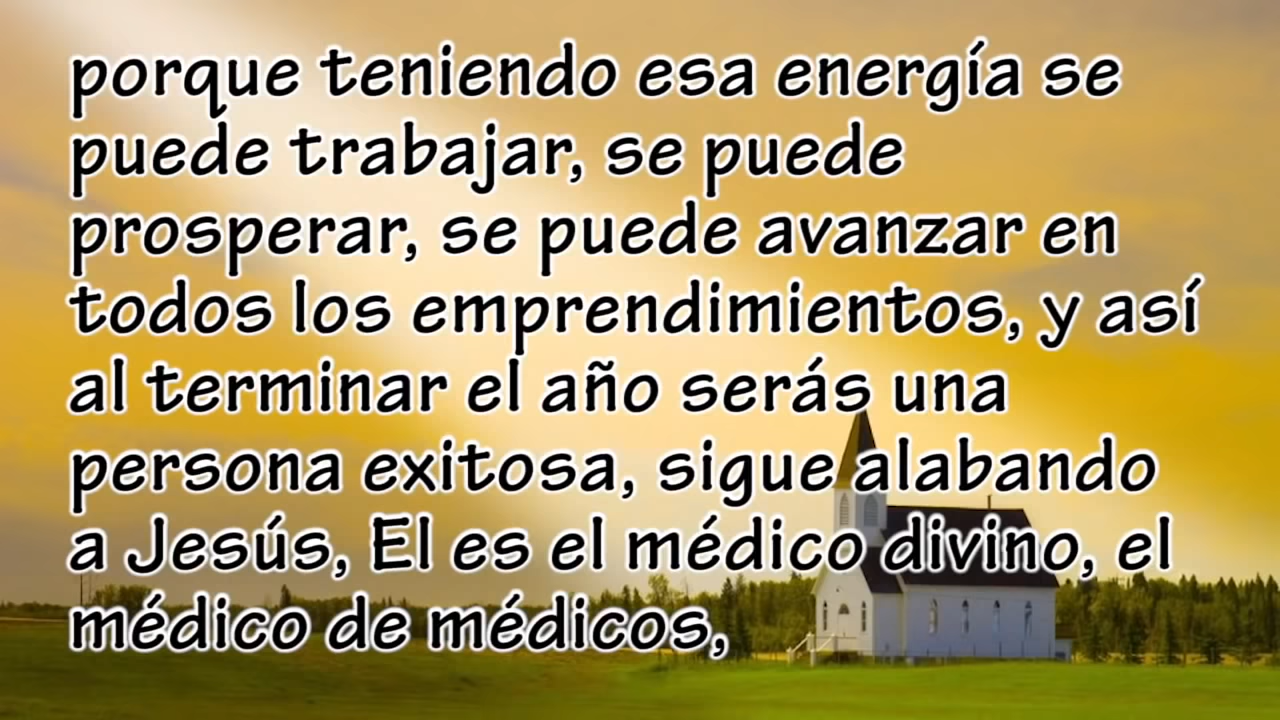 porque teniendo esa energía se
puede trabajar, se puede
prosperar, se puede avanzar en
todos los emprendimientos, y así
al terminar el año serás una
persona exitosa, sigue alabando
a Jesús, El es el médico divino, el
médico de médicos,